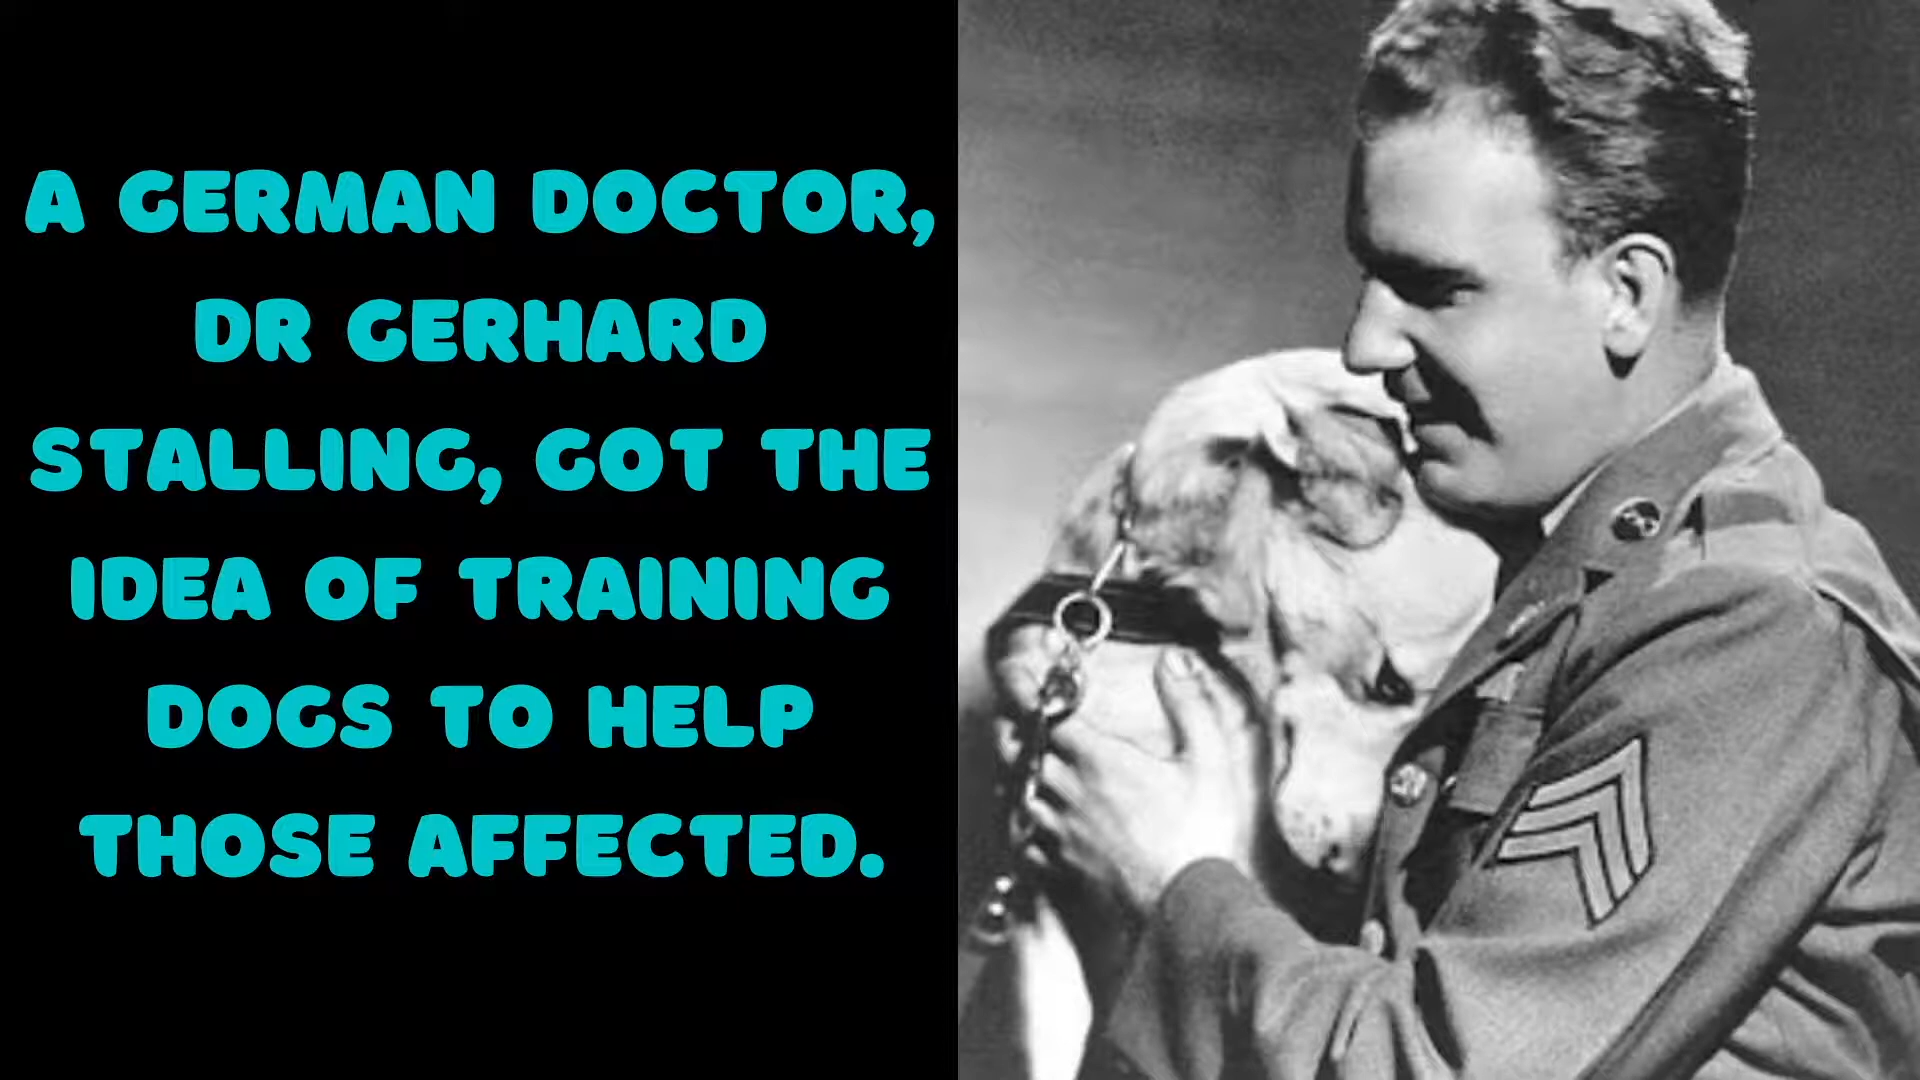 A GERMAN DOCTOR,
DR GERHARD
STALLING, GOT THE
IDEA OF TRAINING
DOGS TO HELP
THOSE AFFECTED.